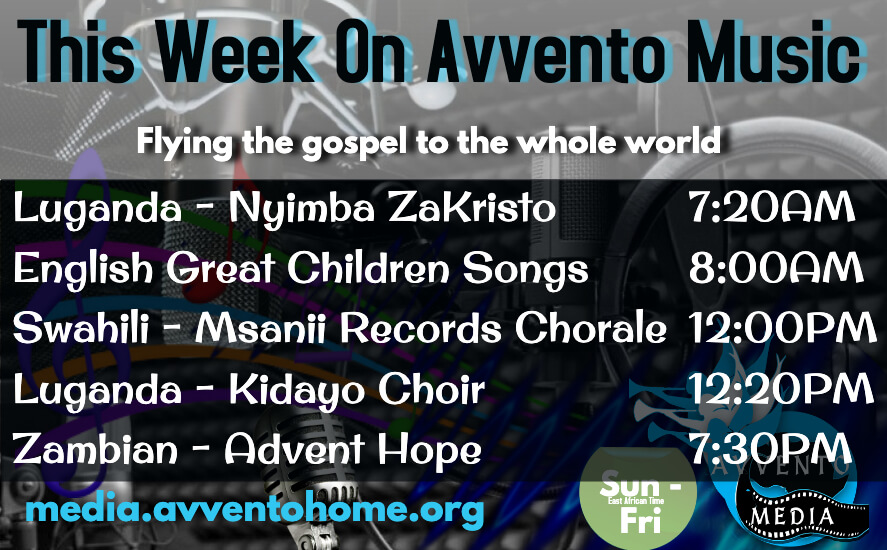 This Week On Avvento Music
Flying the gospel to the whole world
Luganda - Nyimba ZaKristo 7:20AM
English Great Children Songs 8:00AM
Swahili - Msanii Records Chorale 12:00PM
Luganda - Kidayo Choir 12:20PM
Zambian - Advent Hope 7:30PM
media.avventohome.org
Sun -
East African Time
Fri
AVVENTO
MEDIA